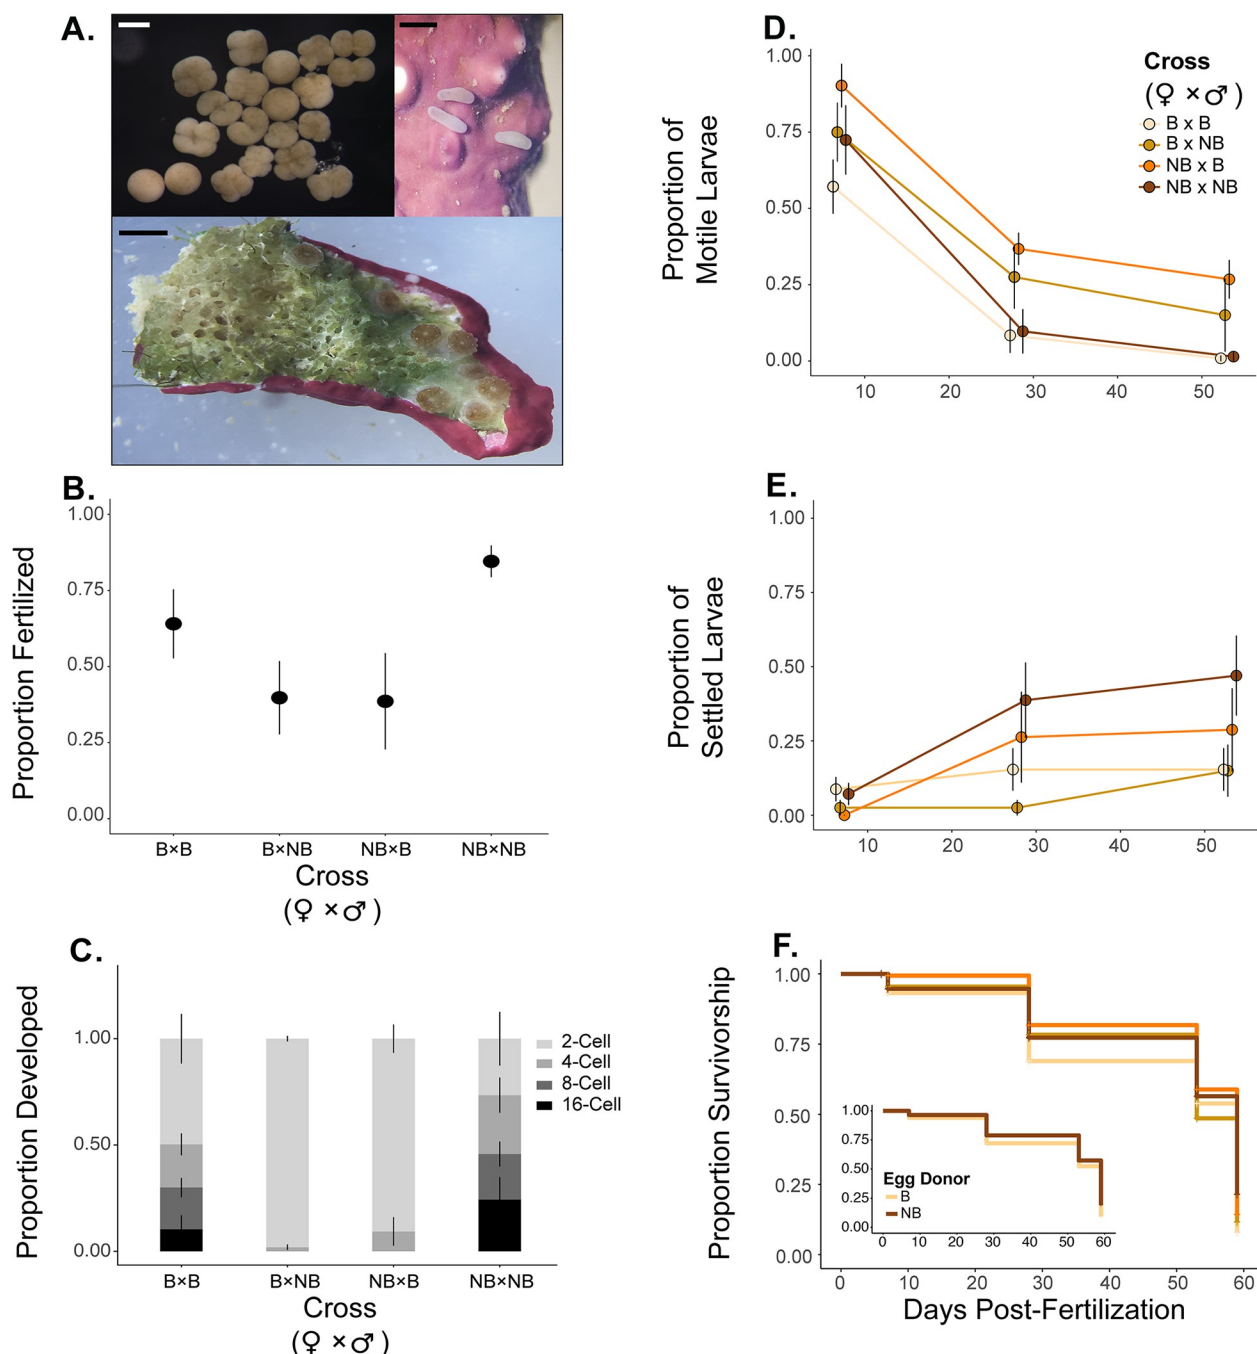 A.
B.
1.00
0.75
0.50
0.25
0.00
Proportion Fertilized
B×B
B×NB
NB×B
NB×NB
Cross
(♀ ×♂)
C.
1.00
0.50
0.00
Proportion Developed
2-Cell
4-Cell
8-Cell
16-Cell
B×B
B×NB
NB×B
NB×NB
Cross
(♀ ×♂)
D.
1.00
0.75
0.50
0.25
0.00
Proportion of
Motile Larvae
Cross
(♀ ×♂)
B x B
B x NB
NB x B
NB x NB
10
20
30
40
50
E.
1.00
0.75
0.50
0.25
0.00
Proportion of
Settled Larvae
10
20
30
40
50
F.
1.00
0.75
0.50
0.25
0.00
Proportion Survivorship
1.00
0.75
0.50
0.25
0.00
Egg Donor
B
NB
0
10
20
30
40
50
60
0
10
20
30
40
50
60
Days Post-Fertilization